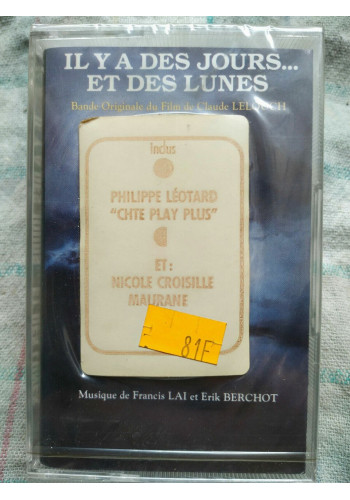 IL Y A DES JOURS...
ET DES LUNES
Bande Originale du Film de Claude LELOUCH
Inclus
PHILIPPE LÉOTARD
"CHTE PLAY PLUS"
ET :
NICOLE CROISILLE
MAURANE
F
81F
Musique de Francis LAI et Erik BERCHOT